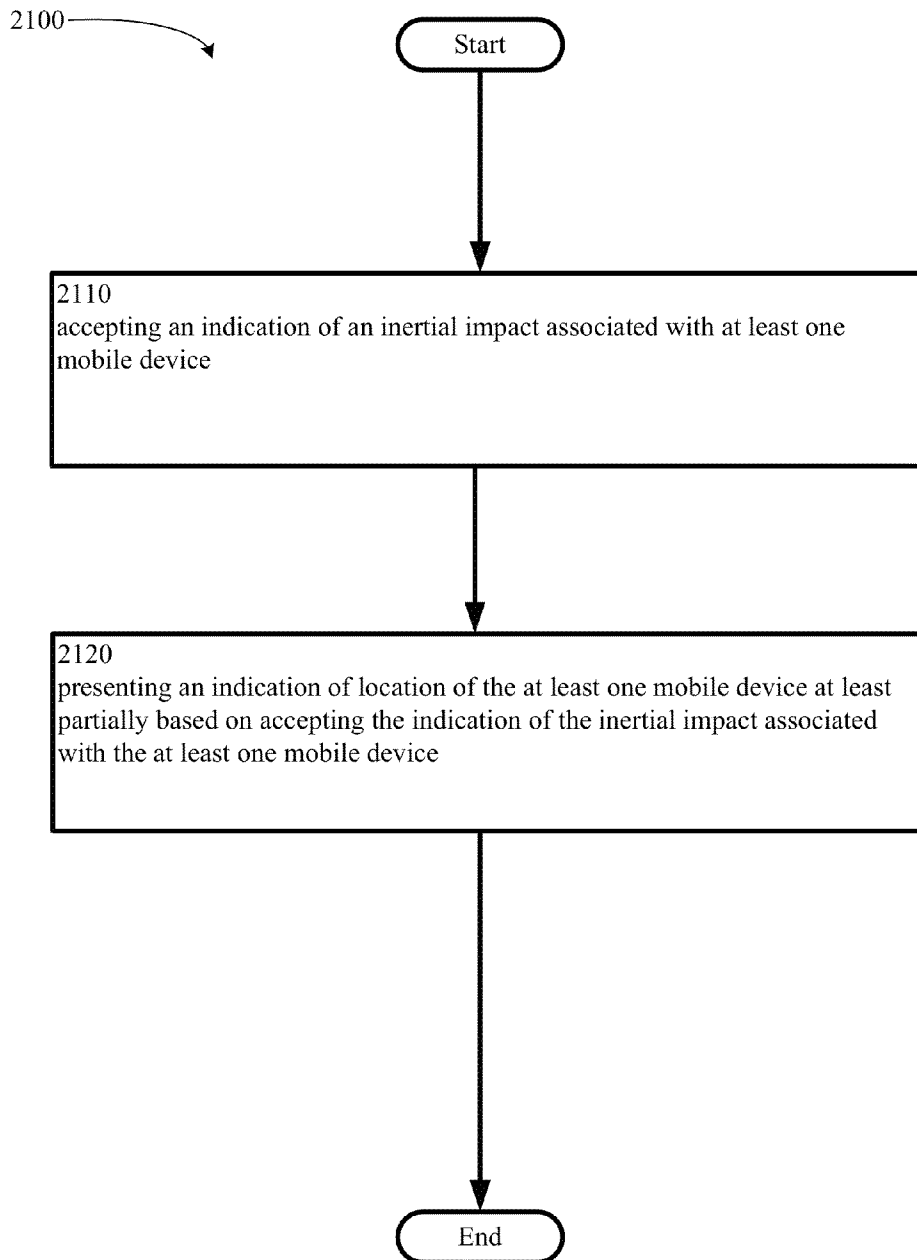 2100
Start
2110
accepting an indication of an inertial impact associated with at least one
mobile device
2120
presenting an indication of location of the at least one mobile device at least
partially based on accepting the indication of the inertial impact associated
with the at least one mobile device
End